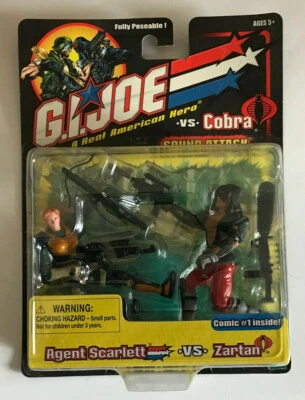 Fully Poseable !
AGES 5+
G.I. JOE
a Real American Hero®
-VS- Cobra
SOUND ATTACK
WARNING:
CHOKING HAZARD – Small parts.
Not for children under 3 years.
Comic #1 inside!
Agent Scarlett -VS- Zartan